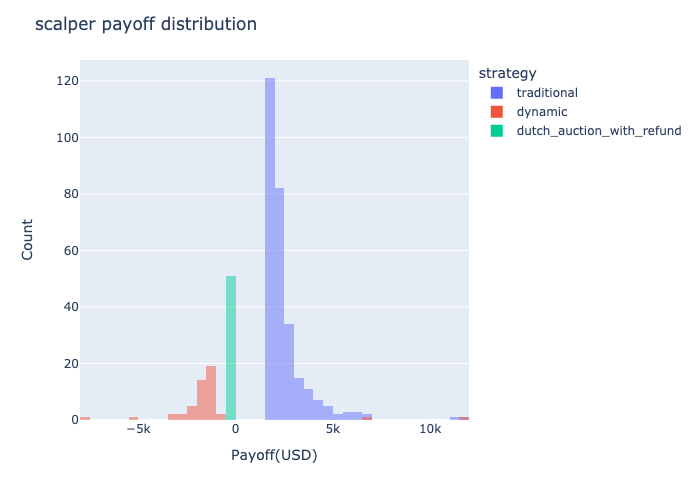 scalper payoff distribution
strategy
traditional
dynamic
dutch_auction_with_refund
120
100
80
60
40
20
0
Count
−5k
0
5k
10k
Payoff(USD)